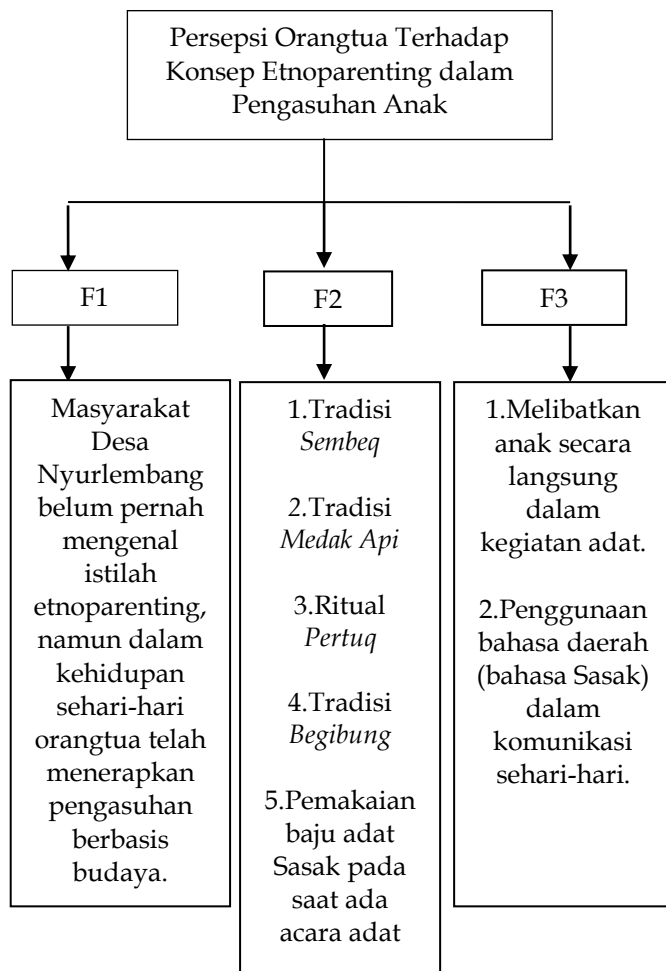 Persepsi Orangtua Terhadap
Konsep Etnoparenting dalam
Pengasuhan Anak
F1
F2
F3
Masyarakat
Desa
Nyurlembang
belum pernah
mengenal
istilah
etnoparenting,
namun dalam
kehidupan
sehari-hari
orangtua telah
menerapkan
pengasuhan
berbasis
budaya.
1.Tradisi
Sembeq
2.Tradisi
Medak Api
3.Ritual
Pertuq
4.Tradisi
Begibung
5.Pemakaian
baju adat
Sasak pada
saat ada
acara adat
1.Melibatkan
anak secara
langsung
dalam
kegiatan adat.
2.Penggunaan
bahasa daerah
(bahasa Sasak)
dalam
komunikasi
sehari-hari.